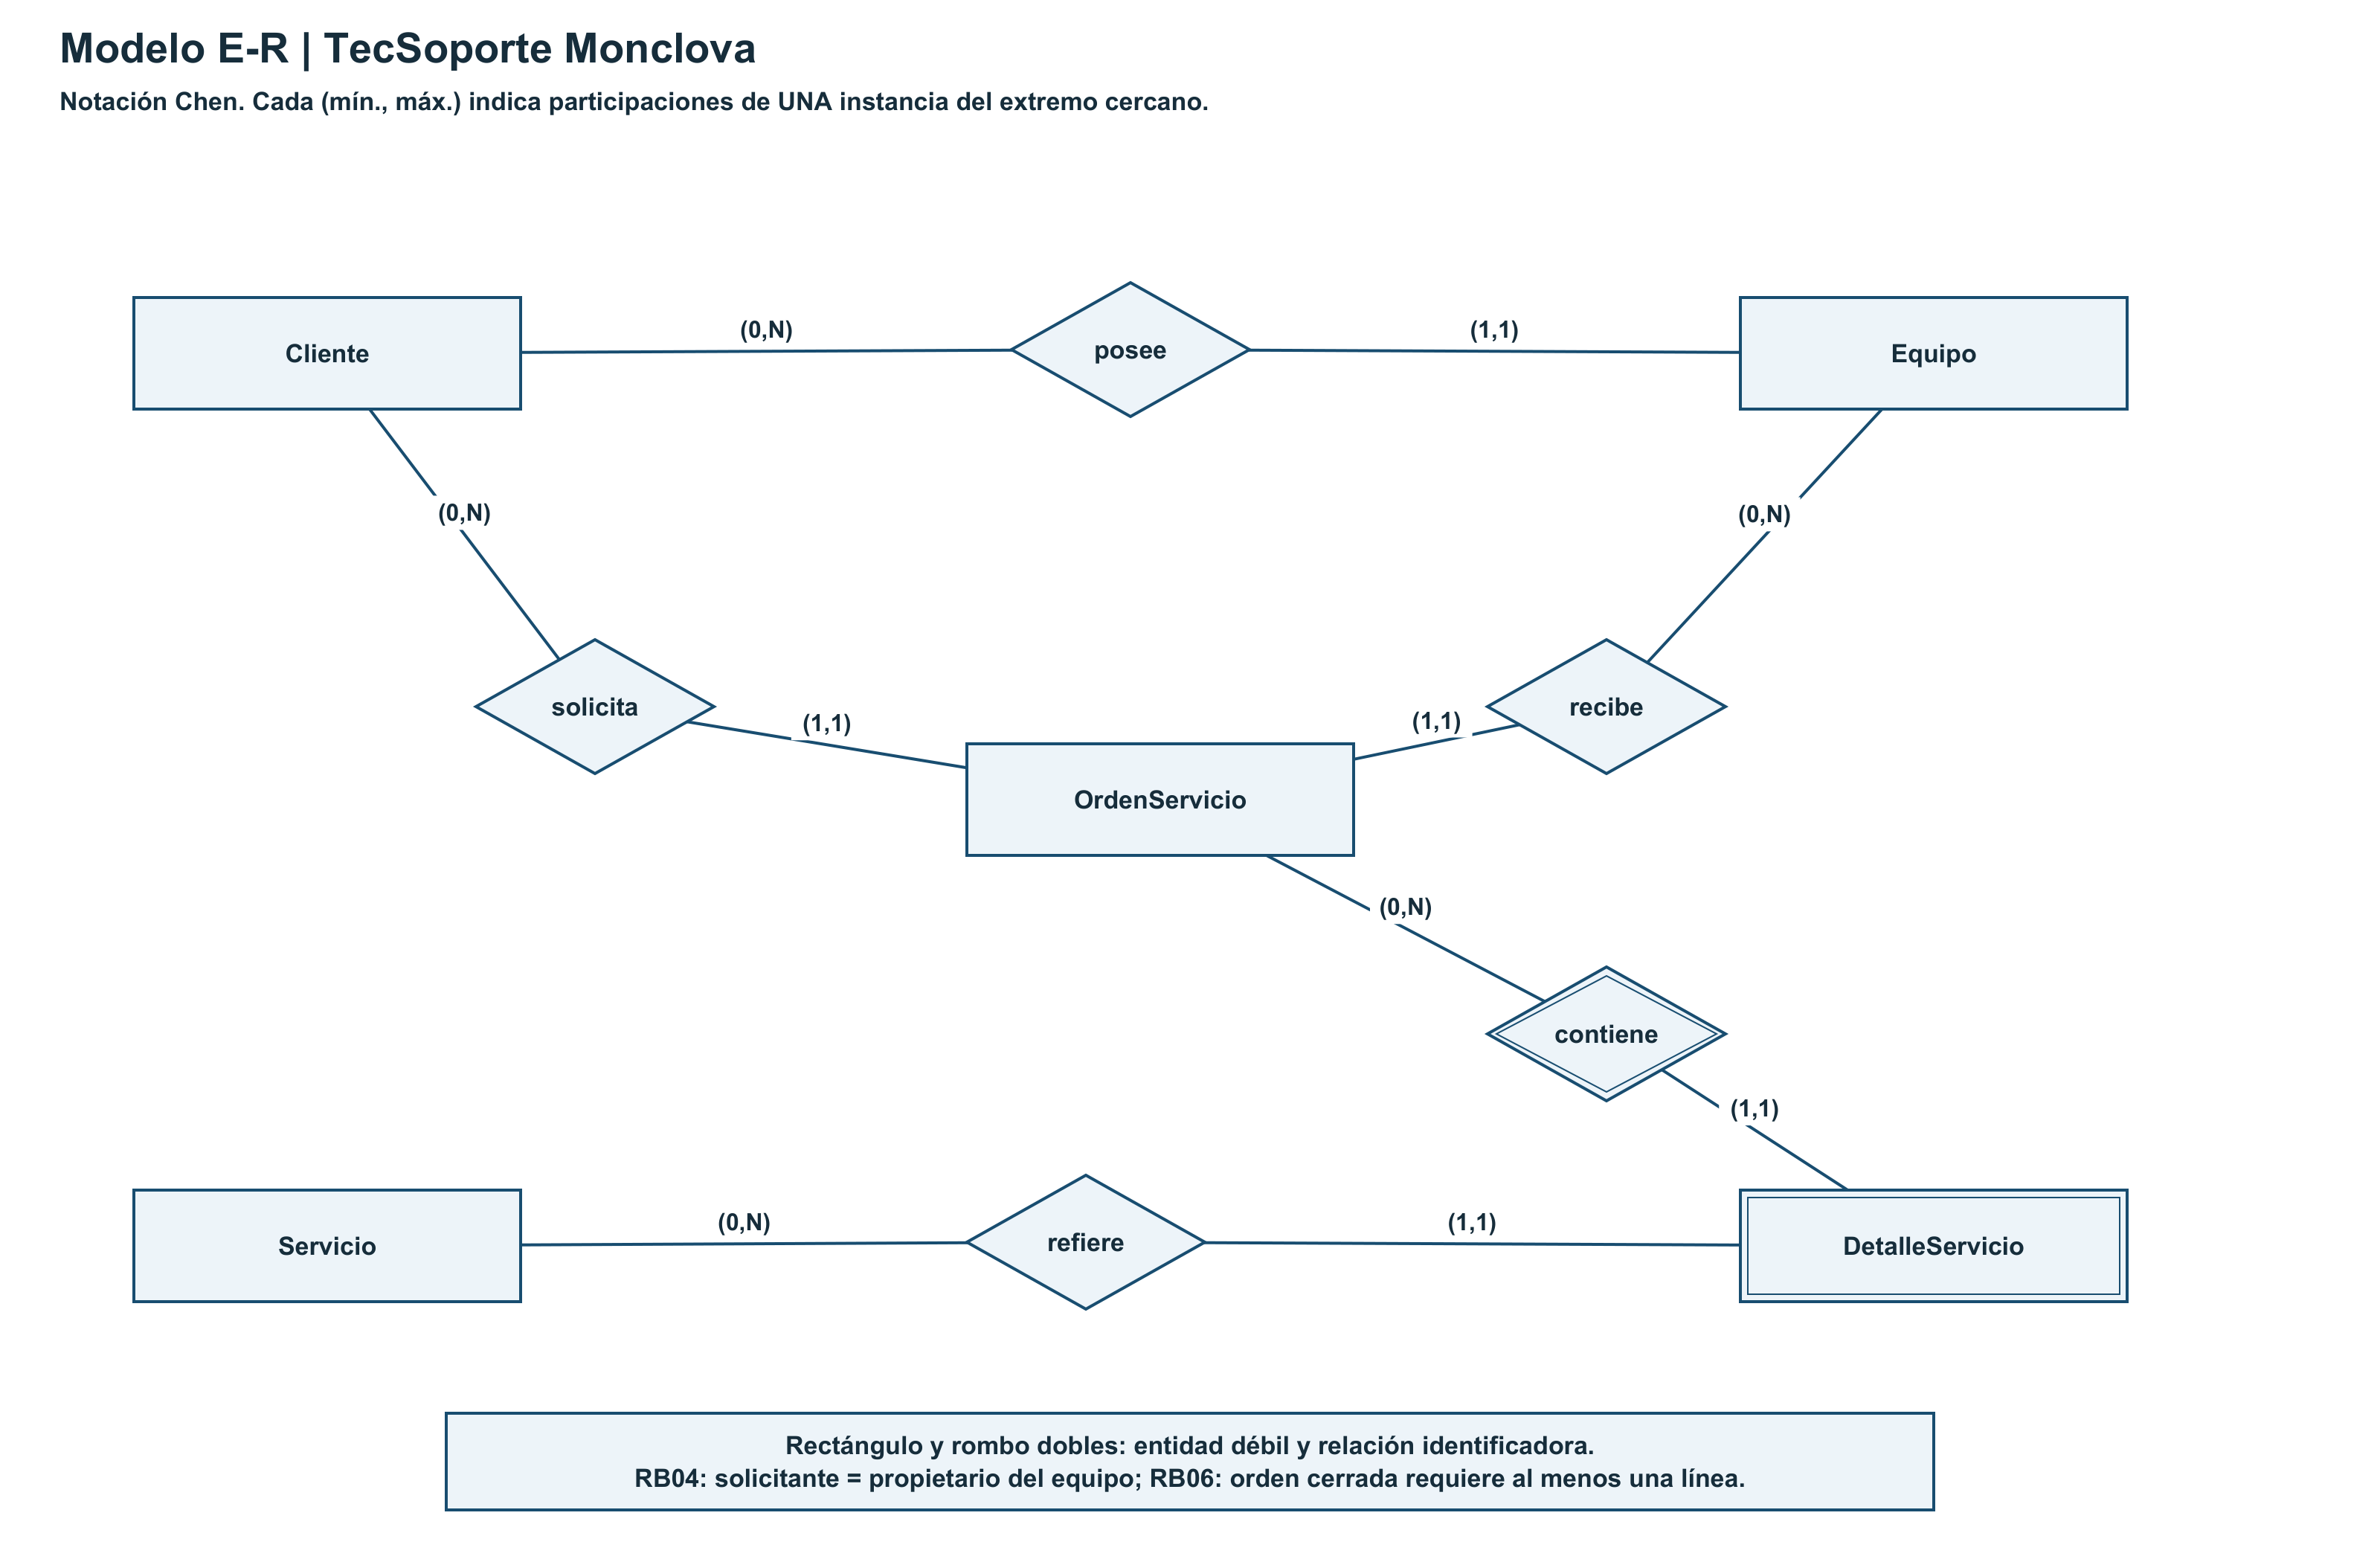 Modelo E-R | TecSoporte Monclova
Notación Chen. Cada (mín., máx.) indica participaciones de UNA instancia del extremo cercano.
(0,N)
(1,1)
Cliente
posee
Equipo
(0,N)
(0,N)
solicita
recibe
(1,1)
(1,1)
OrdenServicio
(0,N)
contiene
(1,1)
(0,N)
(1,1)
Servicio
refiere
DetalleServicio
Rectángulo y rombo dobles: entidad débil y relación identificadora.
RB04: solicitante = propietario del equipo; RB06: orden cerrada requiere al menos una línea.